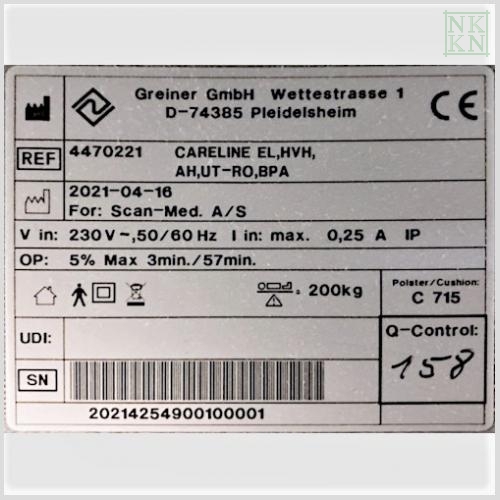 NK
KN
Greiner GmbH Wettestrasse 1
D-74385 Pleidelsheim
CE
REF 4470221 CARELINE EL,HVH,
AH,UT-RO,BPA
2021-04-16
For: Scan-Med. A/S
V in: 230 V ~,50/60 Hz I in: max. 0,25 A IP
OP: 5% Max 3min./57min.
= 200kg
Polster/Cushion:
C 715
UDI:
Q-Control:
158
SN
20214254900100001